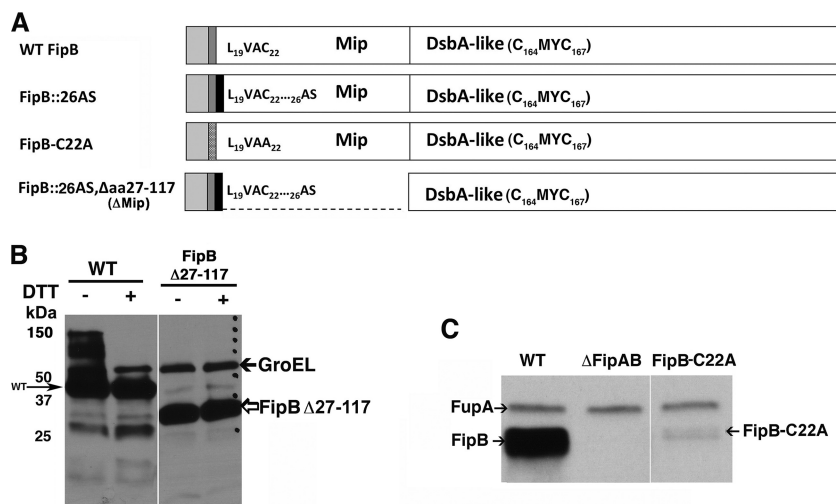 A
WT FipB L₁₉VAC₂₂ Mip DsbA-like (C₁₆₄MYC₁₆₇)
FipB::26AS L₁₉VAC₂₂...₂₆AS Mip DsbA-like (C₁₆₄MYC₁₆₇)
FipB-C22A L₁₉VAA₂₂ Mip DsbA-like (C₁₆₄MYC₁₆₇)
FipB::26AS,Δaa27-117 L₁₉VAC₂₂...₂₆AS DsbA-like (C₁₆₄MYC₁₆₇)
(ΔMip)
B
WT FipB
Δ27-117
DTT - + - +
kDa
150
GroEL
50
WT
37
FipB Δ27-117
25
C
WT ΔFipAB FipB-C22A
FupA
FipB FipB-C22A